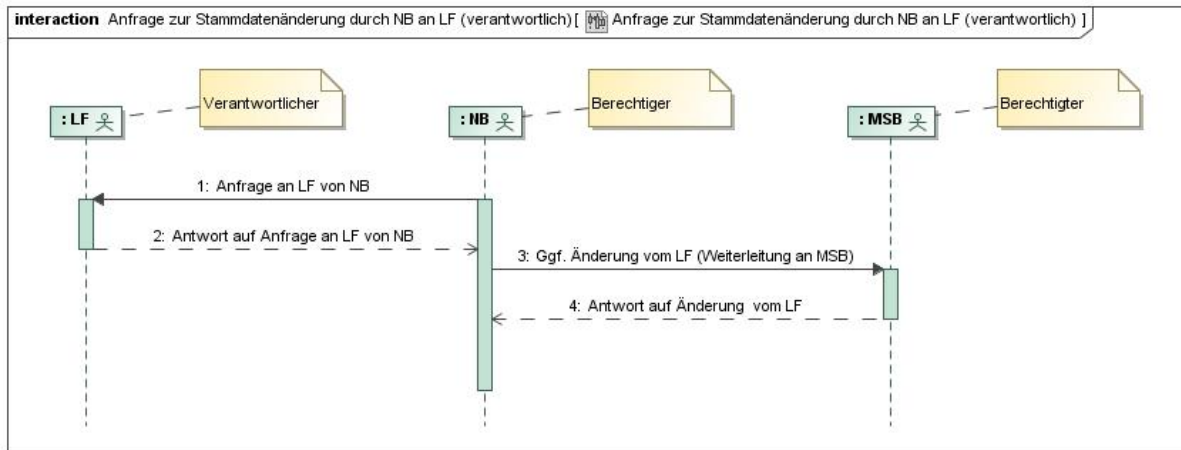 interaction Anfrage zur Stammdatenänderung durch NB an LF (verantwortlich) [ Anfrage zur Stammdatenänderung durch NB an LF (verantwortlich) ]
Verantwortlicher
Berechtiger
Berechtigter
: LF
: NB
: MSB
1: Anfrage an LF von NB
2: Antwort auf Anfrage an LF von NB
3: Ggf. Änderung vom LF (Weiterleitung an MSB)
4: Antwort auf Änderung vom LF